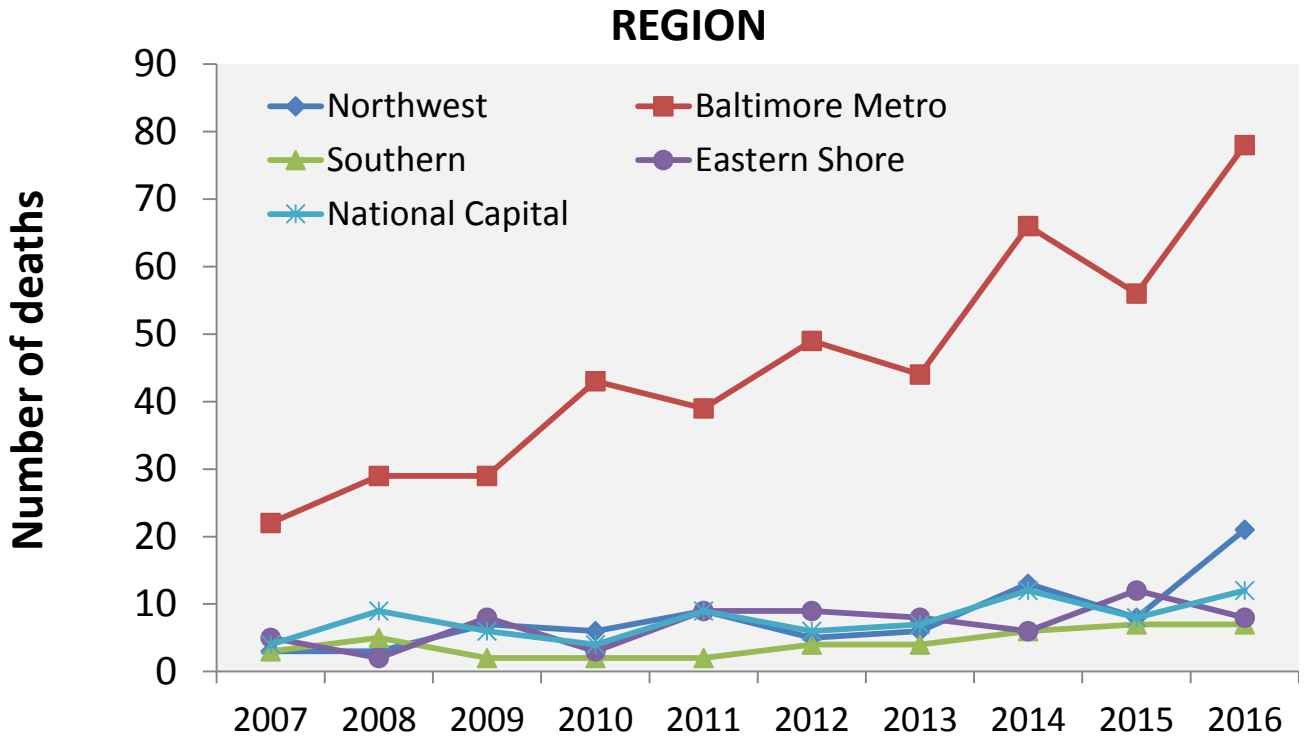 REGION
Number of deaths
90
80
70
60
50
40
30
20
10
0
Northwest
Baltimore Metro
Southern
Eastern Shore
National Capital
2007 2008 2009 2010 2011 2012 2013 2014 2015 2016